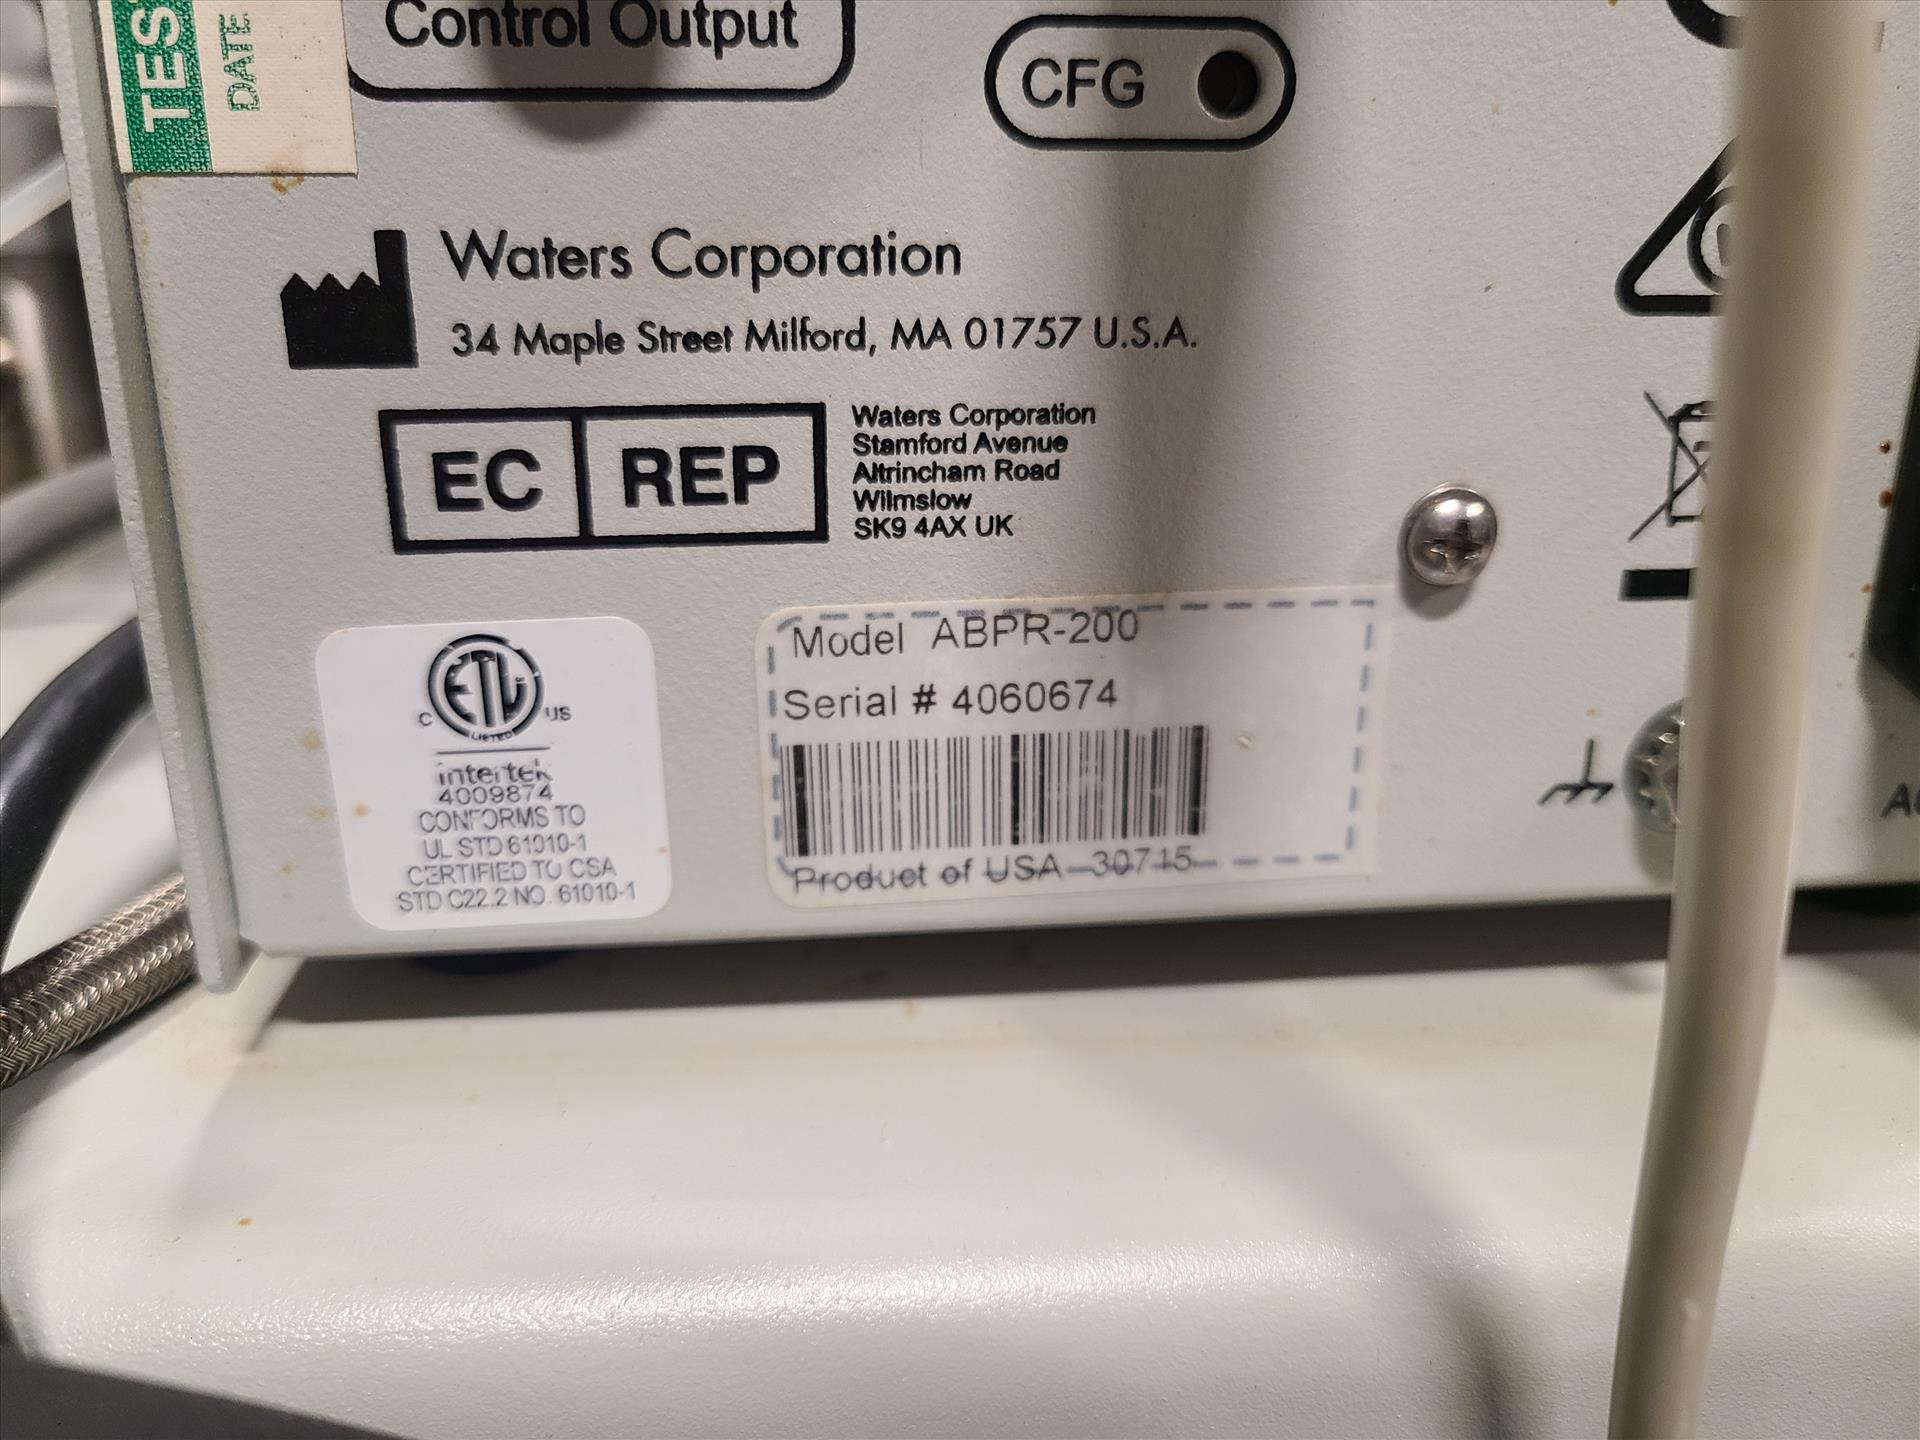 TES
DATE
Control Output
CFG
Waters Corporation
34 Maple Street Milford, MA 01757 U.S.A.
EC REP
Waters Corporation
Stamford Avenue
Altrincham Road
Wilmslow
SK9 4AX UK
ETL
C US
LISTED
Intertek
4009874
CONFORMS TO
UL STD 61010-1
CERTIFIED TO CSA
STD C22.2 NO. 61010-1
Model ABPR-200
Serial # 4060674
Product of USA 30715